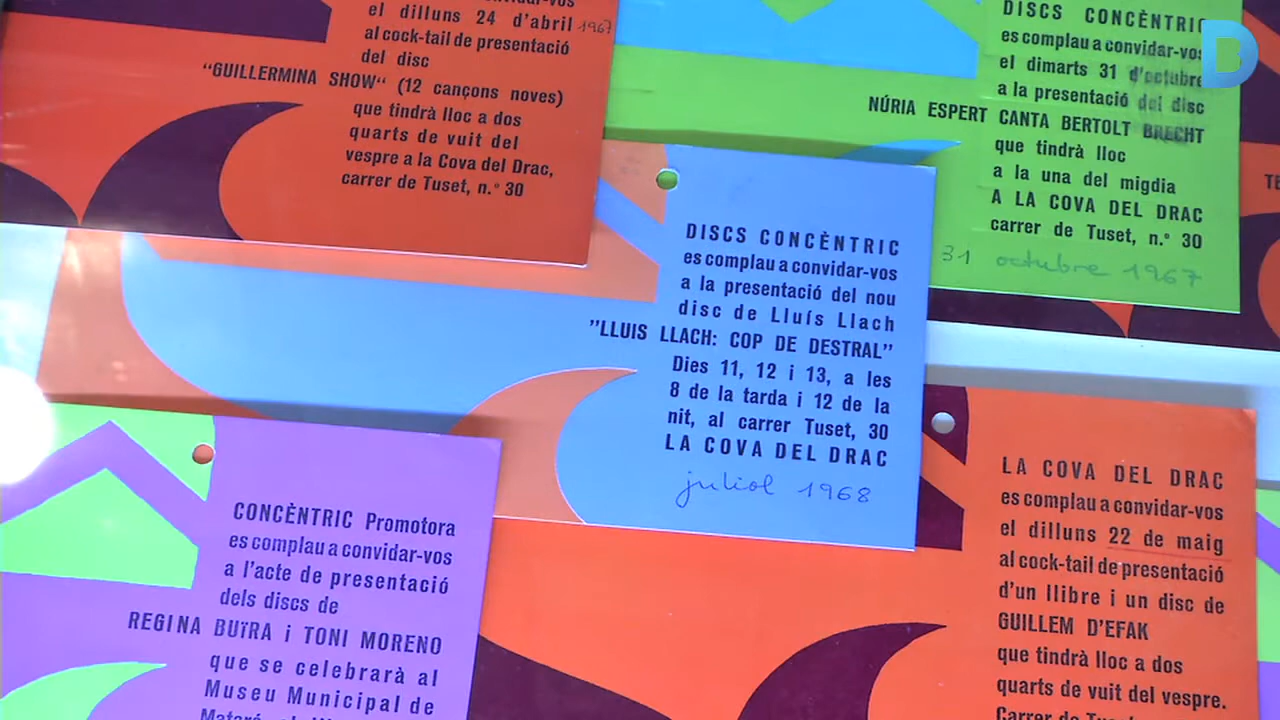 el dilluns 24 d'abril 1967
al cock-tail de presentació
del disc
“GUILLERMINA SHOW“ (12 cançons noves)
que tindrà lloc a dos
quarts de vuit del
vespre a la Cova del Drac,
carrer de Tuset, n.º 30
DISCS CONCÈNTRIC
es complau a convidar-vos
el dimarts 31 d'octubre
a la presentació del disc
NÚRIA ESPERT CANTA BERTOLT BRECHT
que tindrà lloc
a la una del migdia
A LA COVA DEL DRAC
carrer de Tuset, n.º 30
31 octubre 1967
DISCS CONCÈNTRIC
es complau a convidar-vos
a la presentació del nou
disc de Lluís Llach
"LLUIS LLACH: COP DE DESTRAL"
Dies 11, 12 i 13, a les
8 de la tarda i 12 de la
nit, al carrer Tuset, 30
LA COVA DEL DRAC
juliol 1968
CONCÈNTRIC Promotora
es complau a convidar-vos
a l'acte de presentació
dels discs de
REGINA BUÏRA i TONI MORENO
que se celebrarà al
Museu Municipal de
LA COVA DEL DRAC
es complau a convidar-vos
el dilluns 22 de maig
al cock-tail de presentació
d'un llibre i un disc de
GUILLEM D'EFAK
que tindrà lloc a dos
quarts de vuit del vespre.